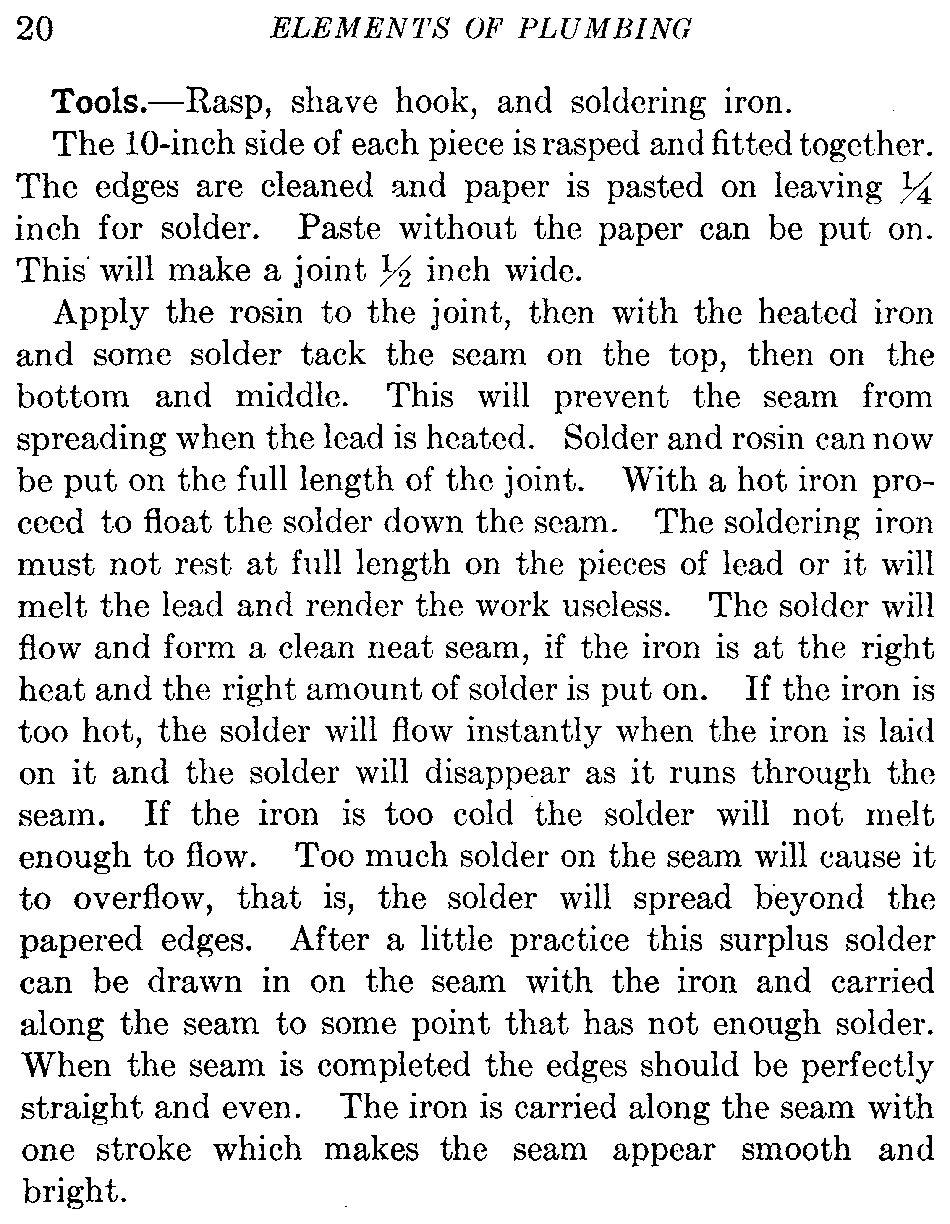 20 ELEMENTS OF PLUMBING
Tools.—Rasp, shave hook, and soldering iron.
The 10-inch side of each piece is rasped and fitted together.
The edges are cleaned and paper is pasted on leaving ¼
inch for solder. Paste without the paper can be put on.
This will make a joint ½ inch wide.
Apply the rosin to the joint, then with the heated iron
and some solder tack the seam on the top, then on the
bottom and middle. This will prevent the seam from
spreading when the lead is heated. Solder and rosin can now
be put on the full length of the joint. With a hot iron pro-
ceed to float the solder down the seam. The soldering iron
must not rest at full length on the pieces of lead or it will
melt the lead and render the work useless. The solder will
flow and form a clean neat seam, if the iron is at the right
heat and the right amount of solder is put on. If the iron is
too hot, the solder will flow instantly when the iron is laid
on it and the solder will disappear as it runs through the
seam. If the iron is too cold the solder will not melt
enough to flow. Too much solder on the seam will cause it
to overflow, that is, the solder will spread beyond the
papered edges. After a little practice this surplus solder
can be drawn in on the seam with the iron and carried
along the seam to some point that has not enough solder.
When the seam is completed the edges should be perfectly
straight and even. The iron is carried along the seam with
one stroke which makes the seam appear smooth and
bright.